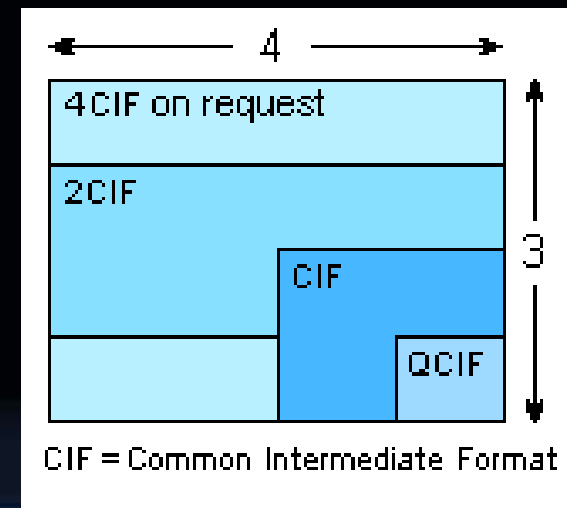 4
4CIF on request
2CIF
3
CIF
QCIF
CIF = Common Intermediate Format